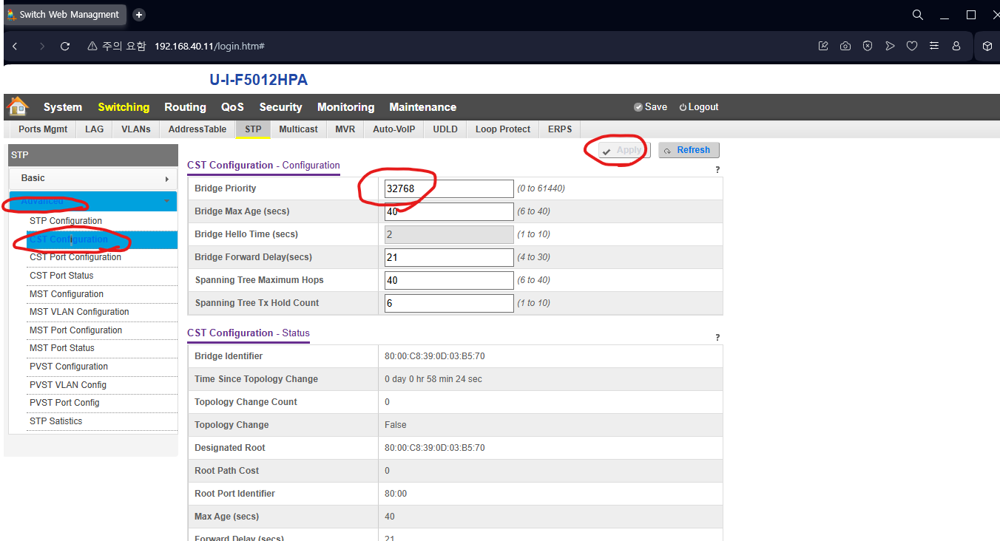 Switch Web Managment
주의 요함 192.168.40.11/login.htm#
U-I-F5012HPA
System Switching Routing QoS Security Monitoring Maintenance Save Logout
Ports Mgmt LAG VLANs AddressTable STP Multicast MVR Auto-VoIP UDLD Loop Protect ERPS
STP
Basic
Advanced
STP Configuration
CST Configuration
CST Port Configuration
CST Port Status
MST Configuration
MST VLAN Configuration
MST Port Configuration
MST Port Status
PVST Configuration
PVST VLAN Config
PVST Port Config
STP Satistics
Apply Refresh
CST Configuration - Configuration ?
Bridge Priority 32768 (0 to 61440)
Bridge Max Age (secs) 40 (6 to 40)
Bridge Hello Time (secs) 2 (1 to 10)
Bridge Forward Delay(secs) 21 (4 to 30)
Spanning Tree Maximum Hops 40 (6 to 40)
Spanning Tree Tx Hold Count 6 (1 to 10)
CST Configuration - Status ?
Bridge Identifier 80:00:C8:39:0D:03:B5:70
Time Since Topology Change 0 day 0 hr 58 min 24 sec
Topology Change Count 0
Topology Change False
Designated Root 80:00:C8:39:0D:03:B5:70
Root Path Cost 0
Root Port Identifier 80:00
Max Age (secs) 40
Forward Delay (secs) 21